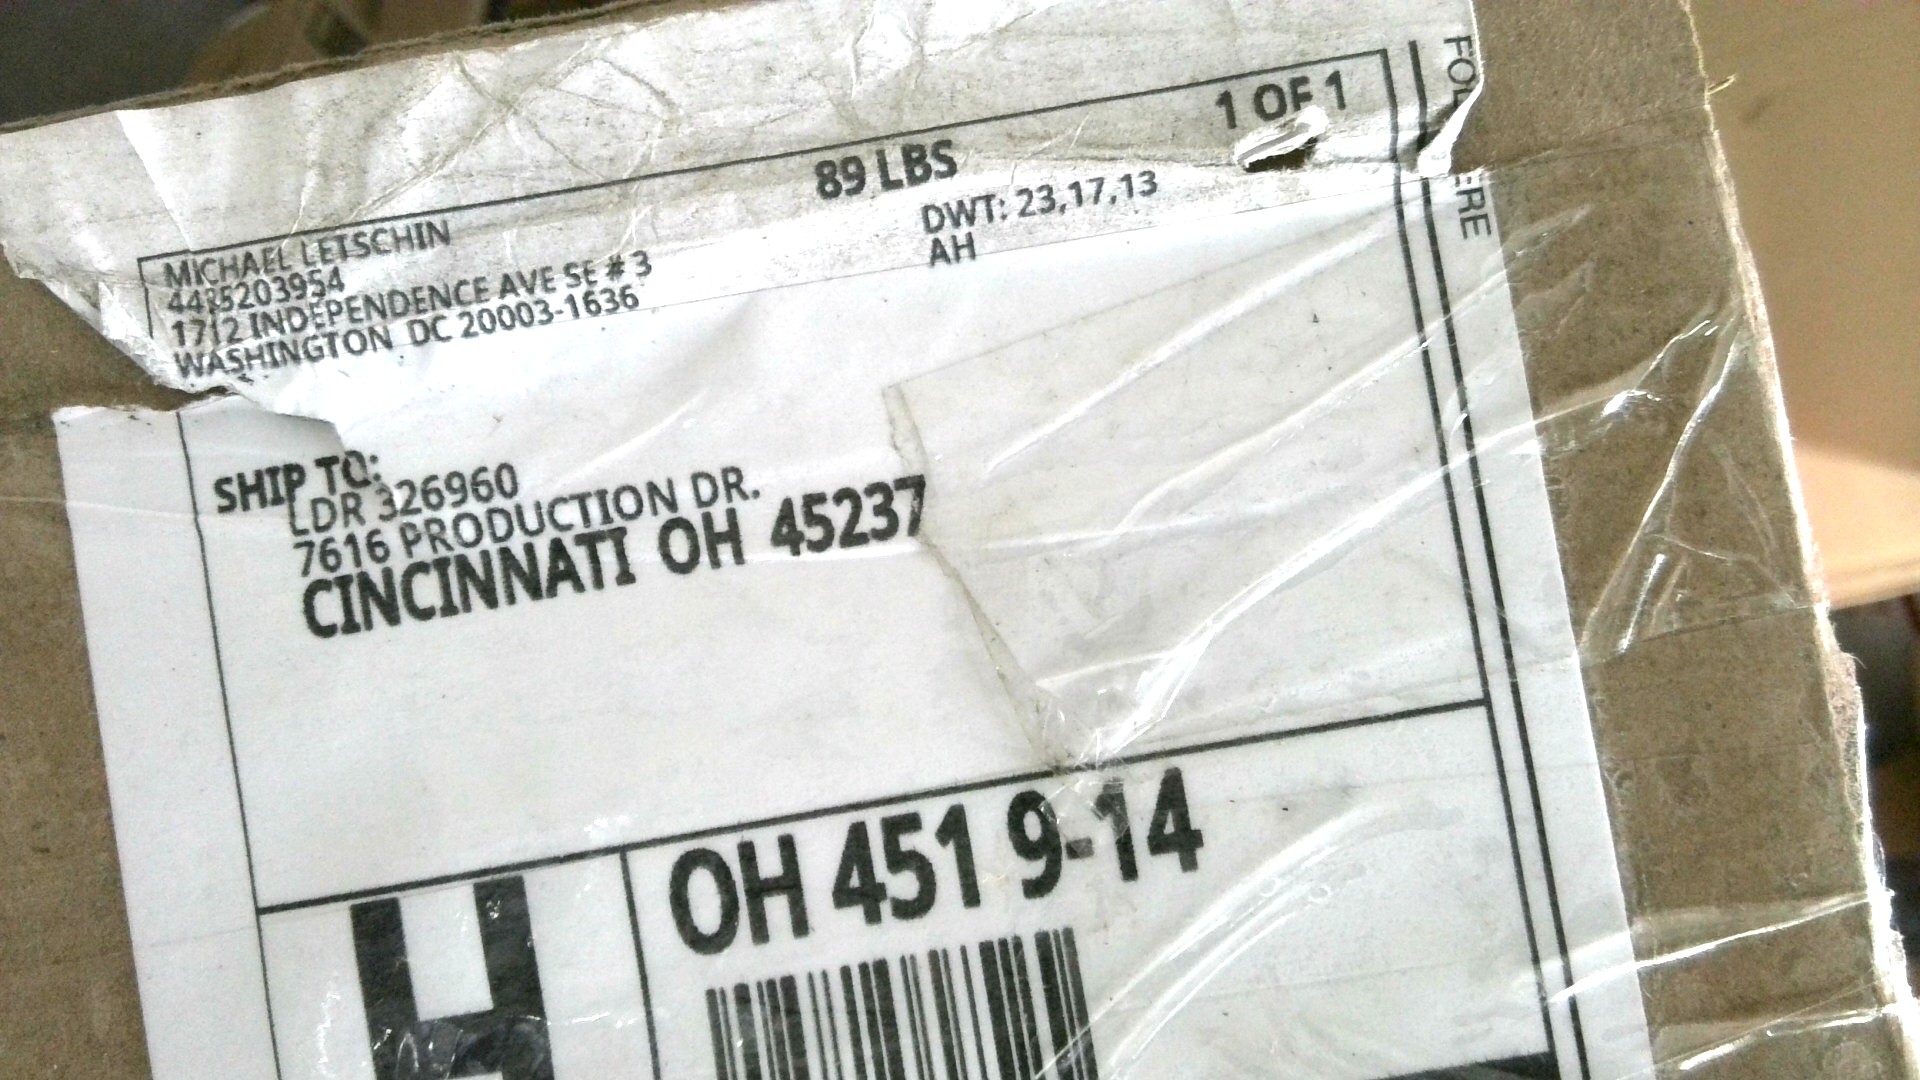 1 OF 1
89 LBS
DWT: 23,17,13
AH
MICHAEL LETSCHIN
4435203954
1712 INDEPENDENCE AVE SE # 3
WASHINGTON DC 20003-1636
SHIP TO:
LDR 326960
7616 PRODUCTION DR.
CINCINNATI OH 45237
OH 451 9-14